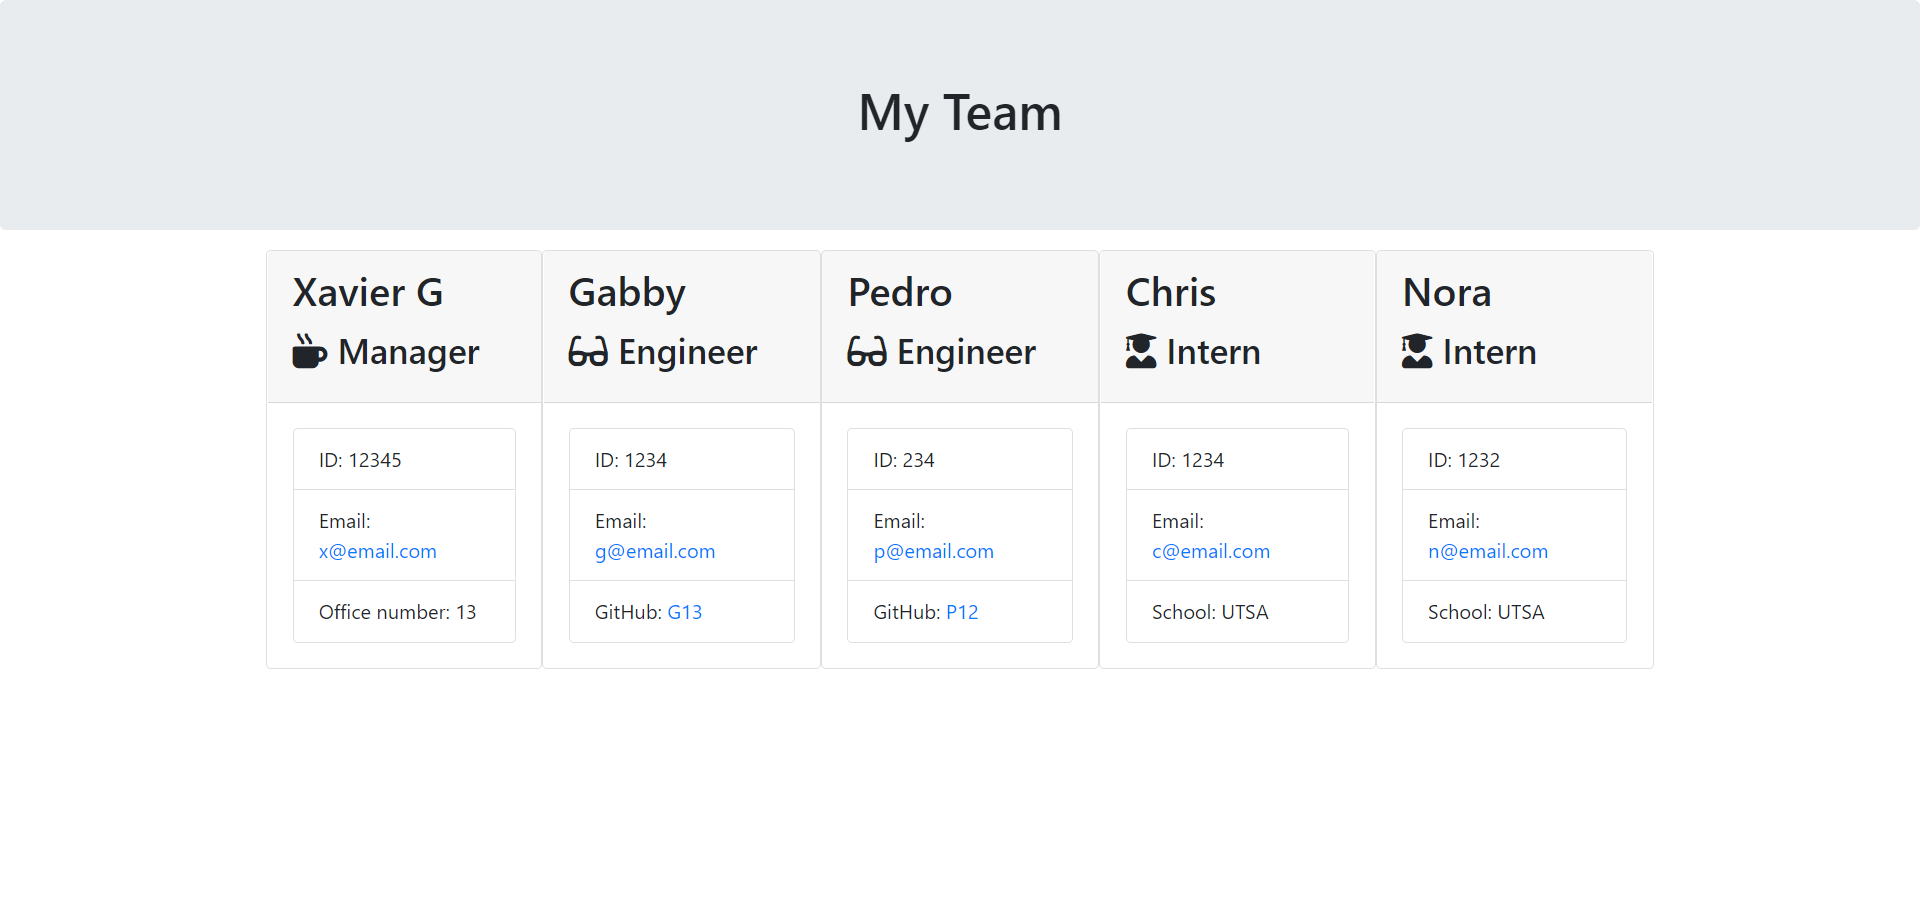 My Team
Xavier G
Manager
ID: 12345
Email:
x@email.com
Office number: 13
Gabby
Engineer
ID: 1234
Email:
g@email.com
GitHub: G13
Pedro
Engineer
ID: 234
Email:
p@email.com
GitHub: P12
Chris
Intern
ID: 1234
Email:
c@email.com
School: UTSA
Nora
Intern
ID: 1232
Email:
n@email.com
School: UTSA